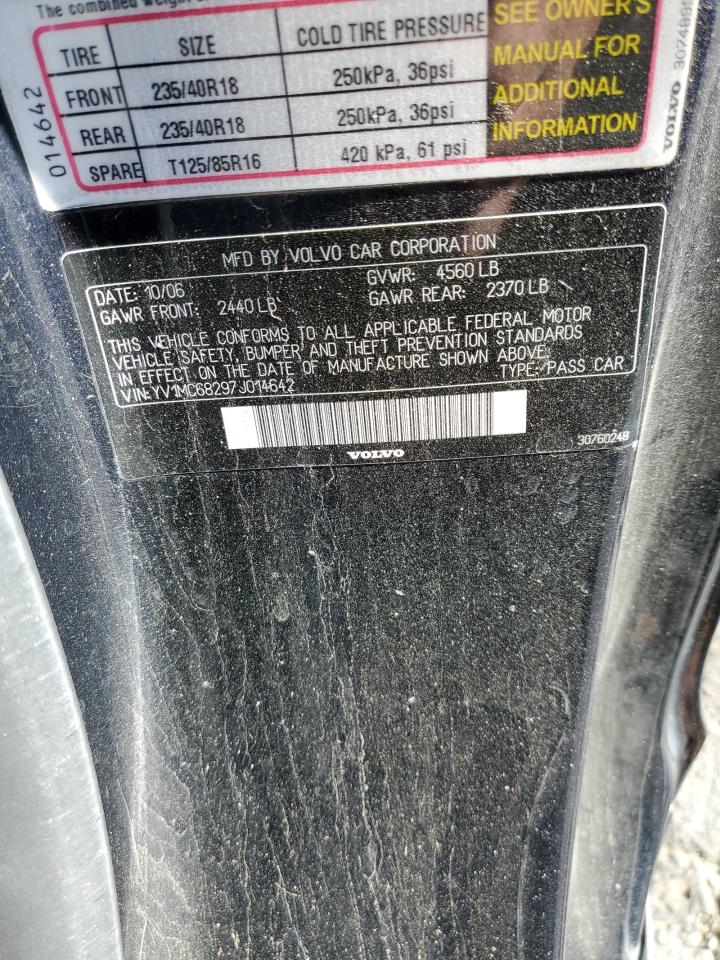 The combined weight
TIRE SIZE COLD TIRE PRESSURE
FRONT 235/40R18 250kPa, 36psi
REAR 235/40R18 250kPa, 36psi
SPARE T125/85R16 420 kPa, 61 psi
SEE OWNER'S
MANUAL FOR
ADDITIONAL
INFORMATION
014642
VOLVO
MFD BY VOLVO CAR CORPORATION
DATE: 10/06 GVWR: 4560 LB
GAWR FRONT: 2440 LB GAWR REAR: 2370 LB
THIS VEHICLE CONFORMS TO ALL APPLICABLE FEDERAL MOTOR
VEHICLE SAFETY, BUMPER AND THEFT PREVENTION STANDARDS
IN EFFECT ON THE DATE OF MANUFACTURE SHOWN ABOVE.
VIN: YV1MC68297J014642 TYPE: PASS CAR
30760248
VOLVO